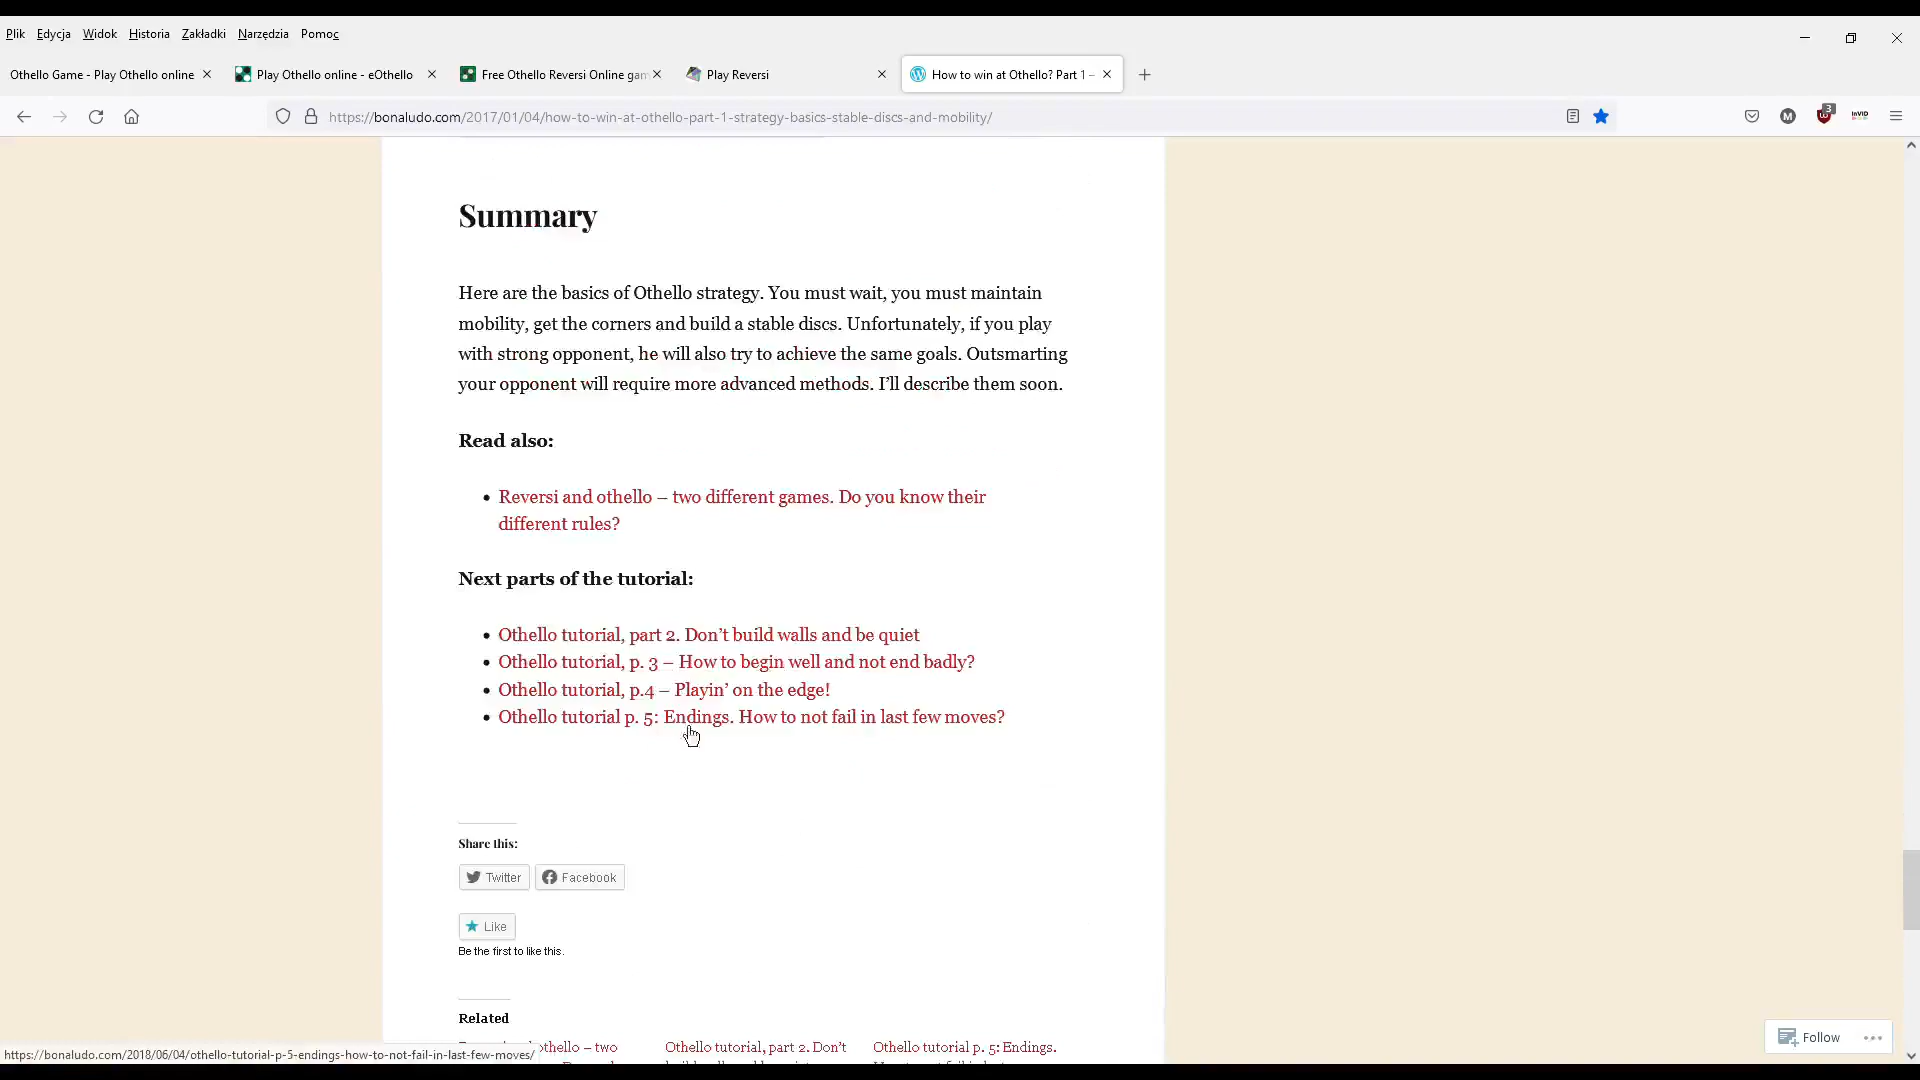 Plik Edycja Widok Historia Zakładki Narzędzia Pomoc
Othello Game - Play Othello online
Play Othello online - eOthello
Free Othello Reversi Online gam
Play Reversi
How to win at Othello? Part 1 –
https://bonaludo.com/2017/01/04/how-to-win-at-othello-part-1-strategy-basics-stable-discs-and-mobility/
M
3
InVID
Summary
Here are the basics of Othello strategy. You must wait, you must maintain
mobility, get the corners and build a stable discs. Unfortunately, if you play
with strong opponent, he will also try to achieve the same goals. Outsmarting
your opponent will require more advanced methods. I’ll describe them soon.
Read also:
Reversi and othello – two different games. Do you know their
different rules?
Next parts of the tutorial:
Othello tutorial, part 2. Don’t build walls and be quiet
Othello tutorial, p. 3 – How to begin well and not end badly?
Othello tutorial, p.4 – Playin’ on the edge!
Othello tutorial p. 5: Endings. How to not fail in last few moves?
Share this:
Twitter Facebook
Like
Be the first to like this.
Related
othello – two
Othello tutorial, part 2. Don’t
Othello tutorial p. 5: Endings.
Follow
https://bonaludo.com/2018/06/04/othello-tutorial-p-5-endings-how-to-not-fail-in-last-few-moves/